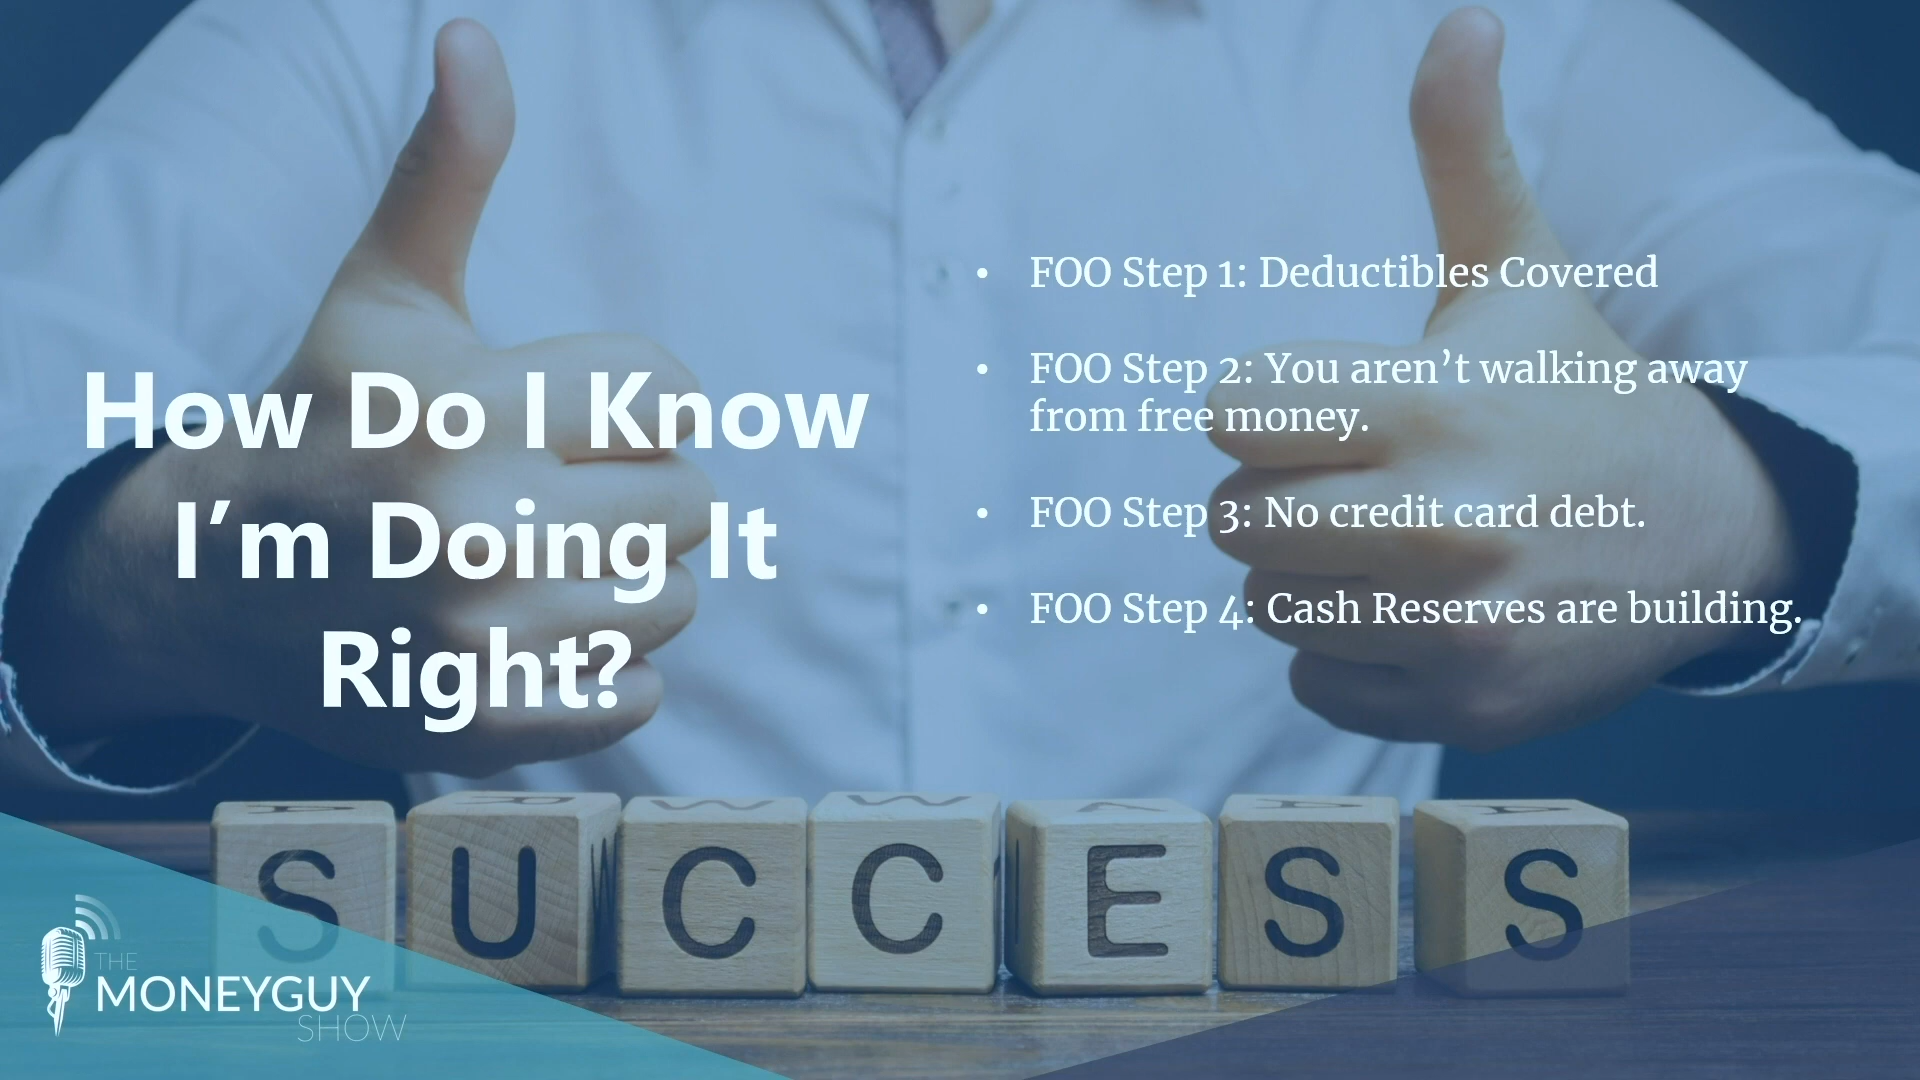 How Do I Know
I’m Doing It
Right?
• FOO Step 1: Deductibles Covered
• FOO Step 2: You aren’t walking away
from free money.
• FOO Step 3: No credit card debt.
• FOO Step 4: Cash Reserves are building.
A R W W A A A
S U C C E S S
THE
MONEYGUY
SHOW